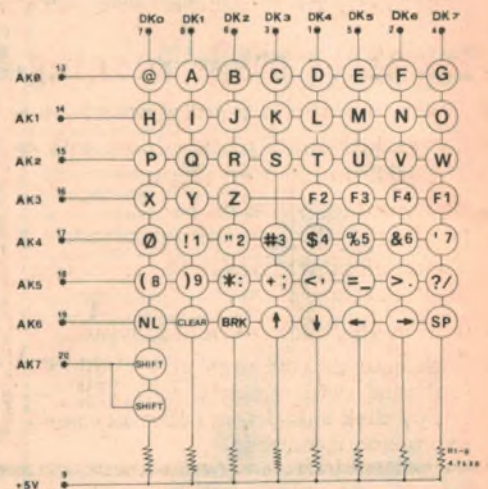 DK0 DK1 DK2 DK3 DK4 DK5 DK6 DK7
7 8 6 3 1 5 2 4
AK0 13 @ A B C D E F G
AK1 14 H I J K L M N O
AK2 15 P Q R S T U V W
AK3 16 X Y Z F2 F3 F4 F1
AK4 17 Ø !1 "2 #3 $4 %5 &6 '7
AK5 18 (8 )9 *: +; <, =_ >. ?/
AK6 19 NL CLEAR BRK ↑ ↓ ← → SP
AK7 20 SHIFT
SHIFT
+5V 9